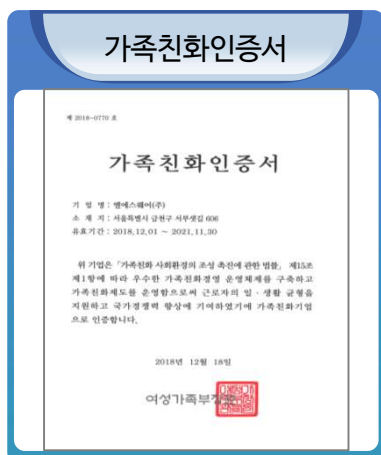 가족친화인증서
제 2018-0770 호
가족친화인증서
기 업 명 : 엘에스웨어(주)
소 재 지 : 서울특별시 금천구 서부샛길 606
유효기간 : 2018.12.01 ~ 2021.11.30
위 기업은 「가족친화 사회환경의 조성 촉진에 관한 법률」 제15조
제1항에 따라 우수한 가족친화경영 운영체제를 구축하고
가족친화제도를 운영함으로써 근로자의 일 · 생활 균형을
지원하고 국가경쟁력 향상에 기여하였기에 가족친화기업
으로 인증합니다.
2018년 12월 18일
여성가족부장관